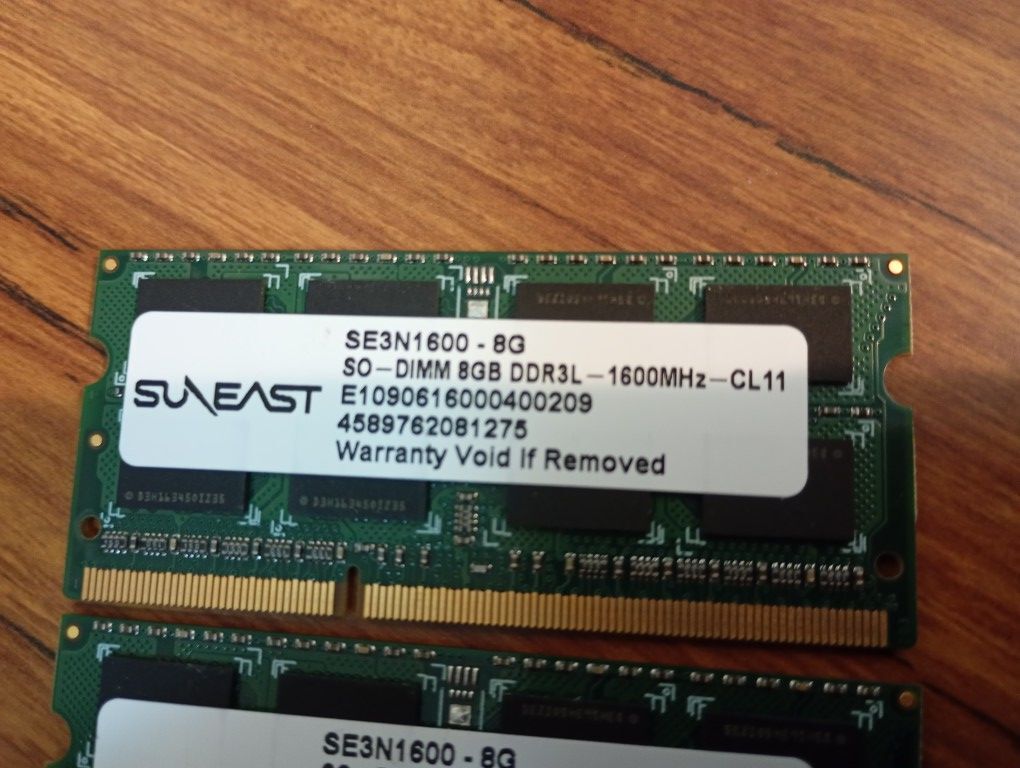 SE3N1600 - 8G
SO-DIMM 8GB DDR3L-1600MHz-CL11
SUNEAST
E1090616000400209
4589762081275
Warranty Void If Removed
SE3N1600 - 8G